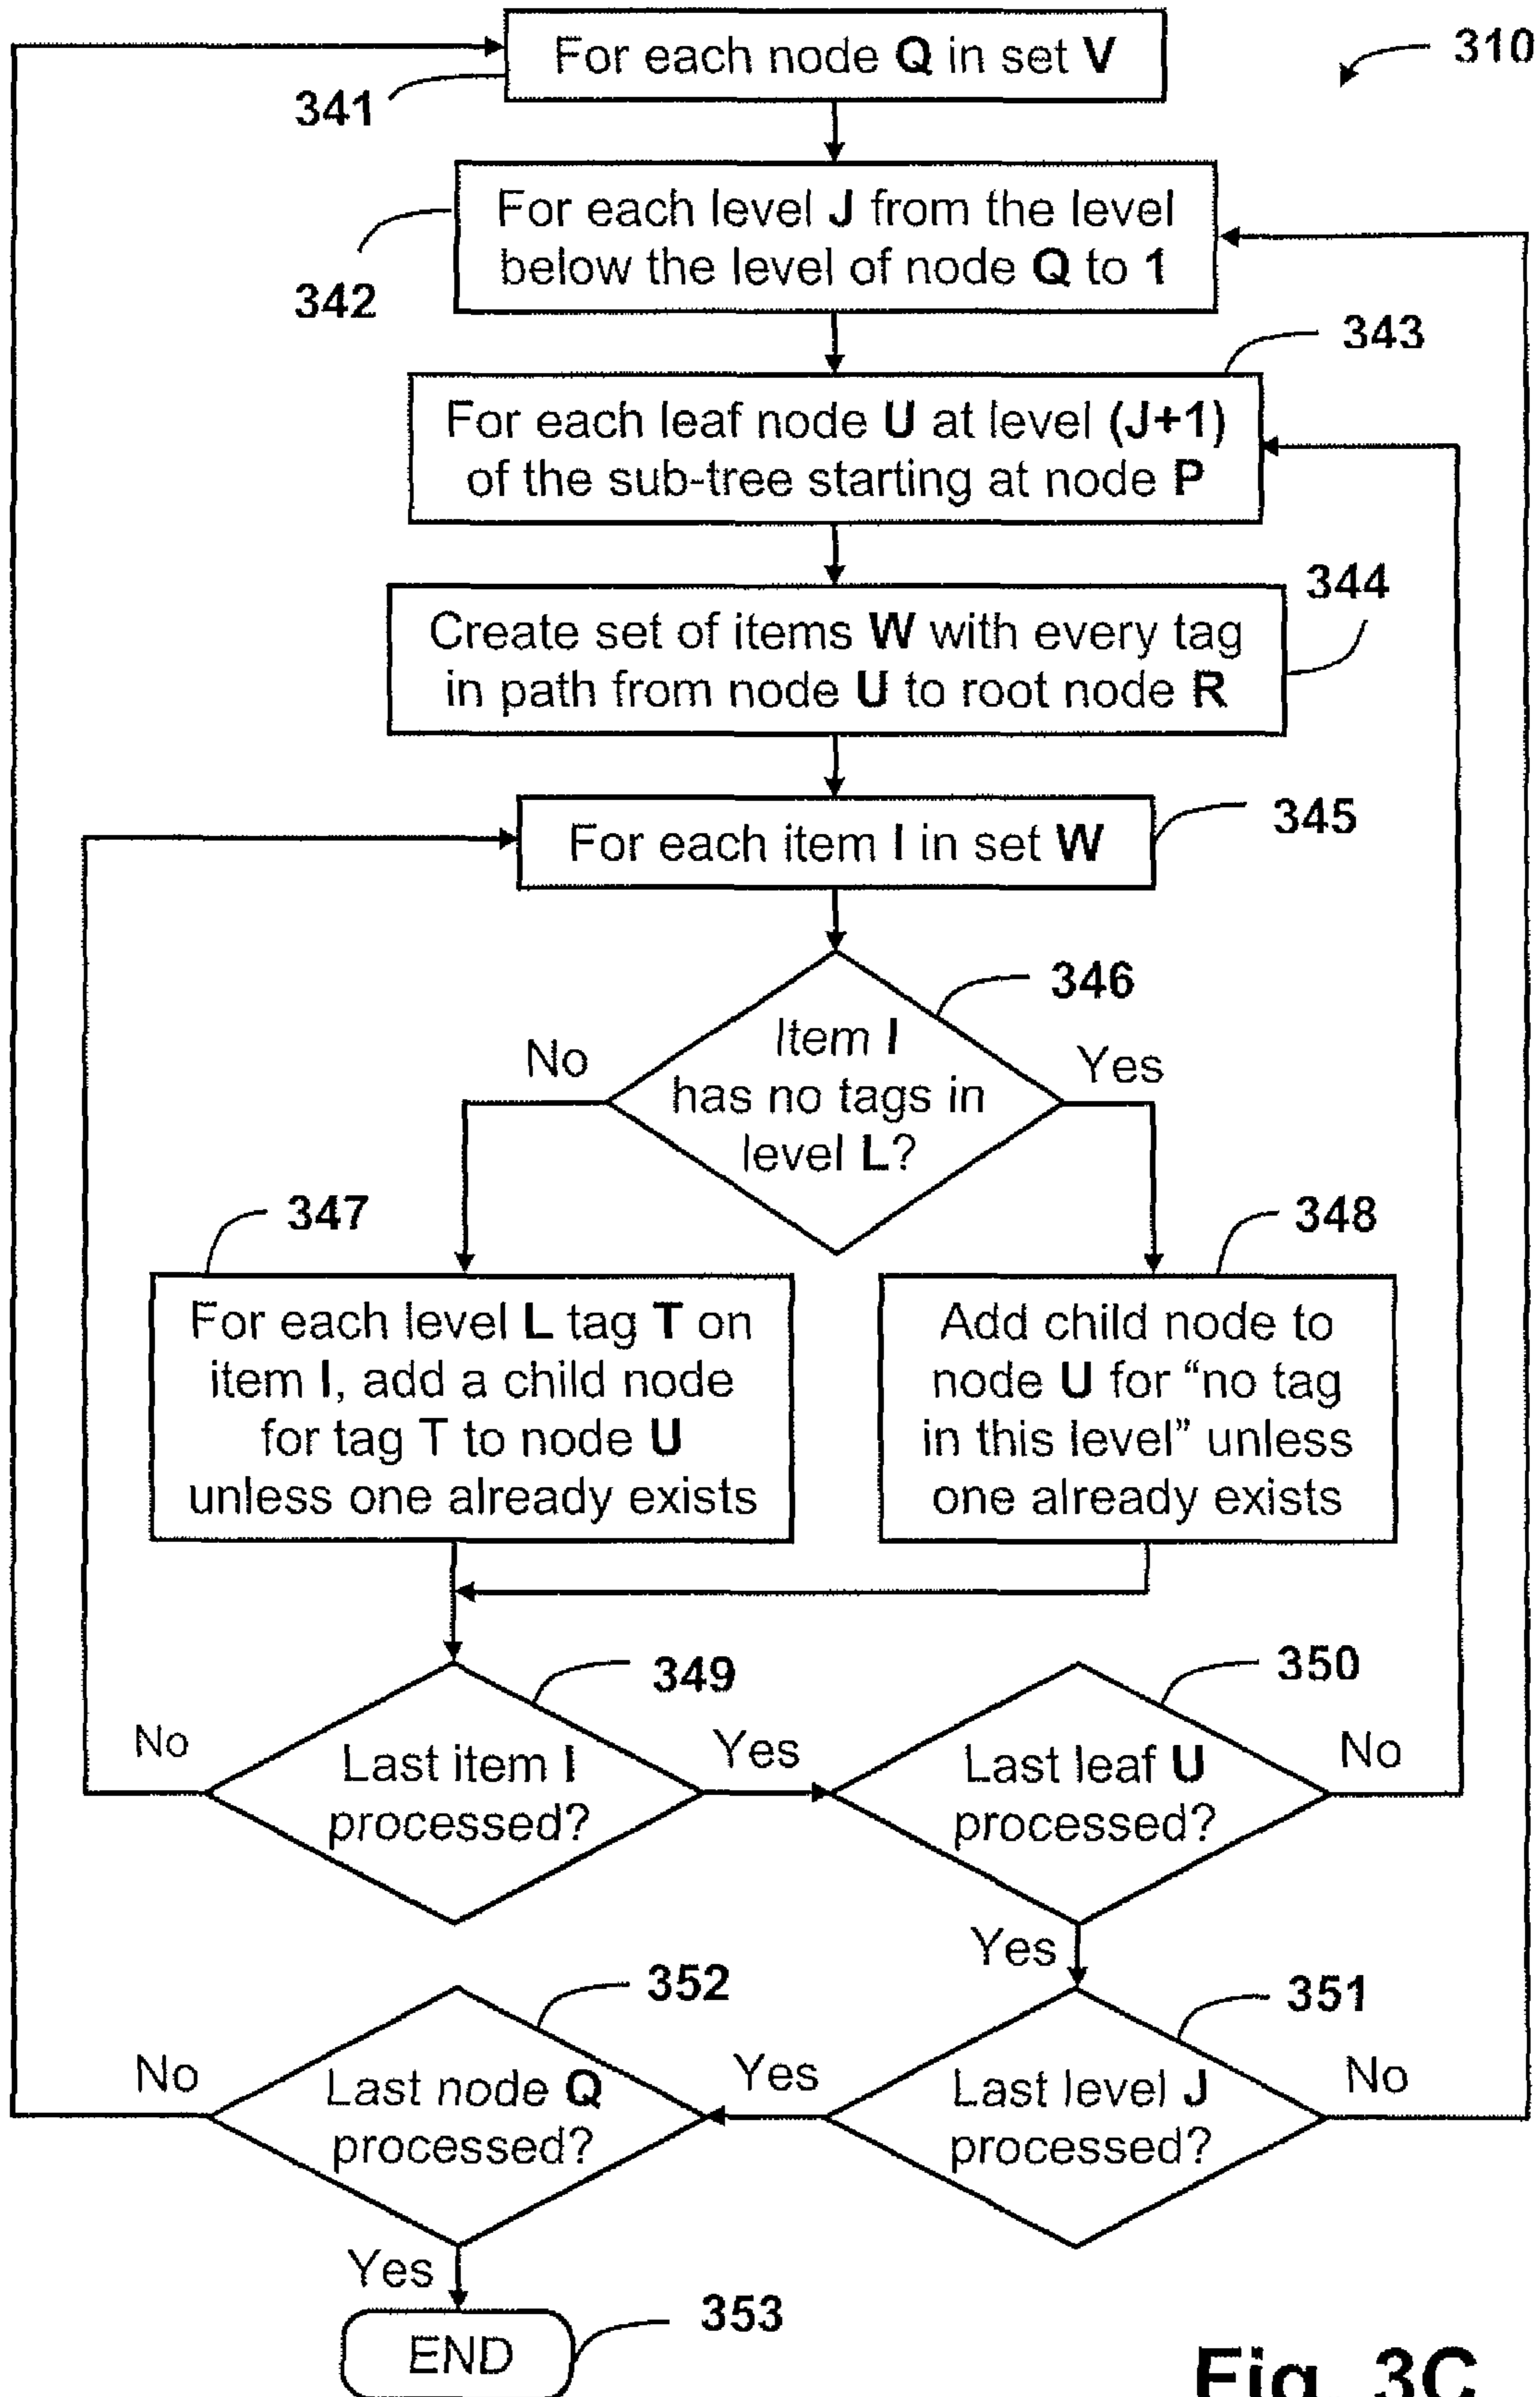 For each node Q in set V
310
341
For each level J from the level
below the level of node Q to 1
342
343
For each leaf node U at level (J+1)
of the sub-tree starting at node P
344
Create set of items W with every tag
in path from node U to root node R
For each item I in set W
345
346
Item I
has no tags in
level L?
No
Yes
347
348
For each level L tag T on
item I, add a child node
for tag T to node U
unless one already exists
Add child node to
node U for “no tag
in this level” unless
one already exists
349
350
Last item I
processed?
No
Yes
Last leaf U
processed?
No
Yes
352
351
Last node Q
processed?
No
Yes
Last level J
processed?
No
Yes
353
END
Fig. 3C